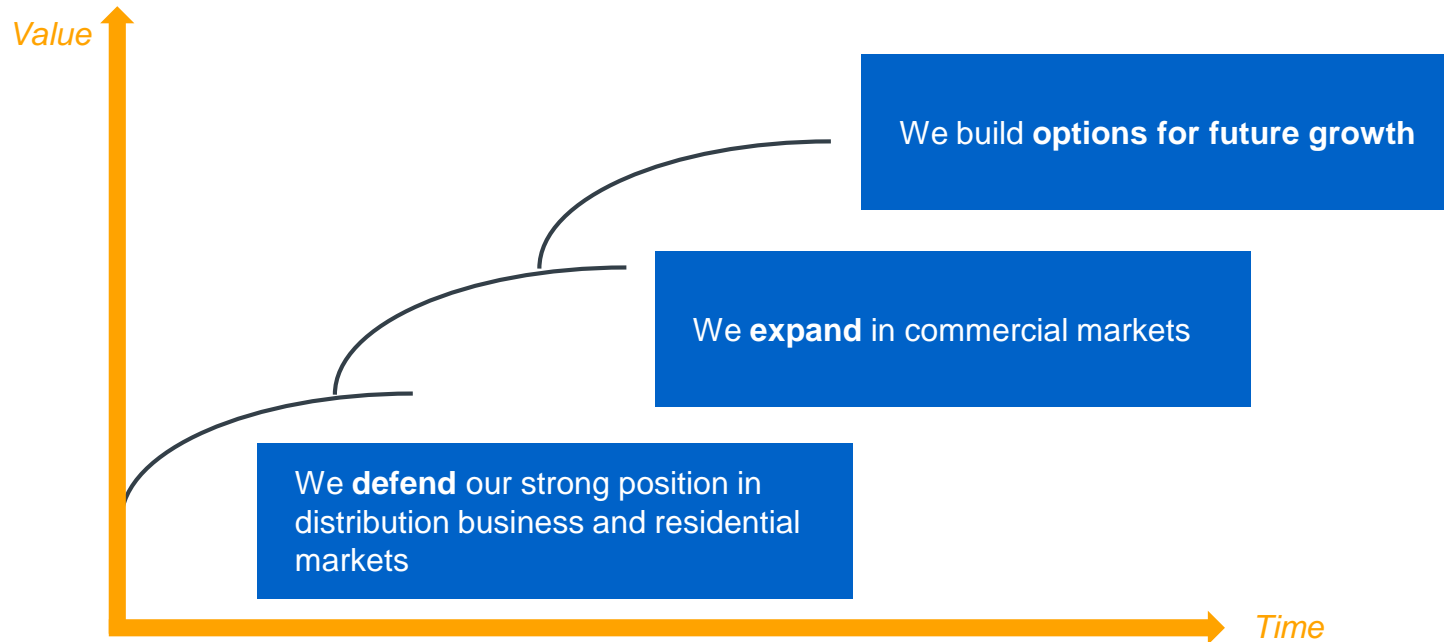 Value
We build options for future growth
We expand in commercial markets
We defend our strong position in
distribution business and residential
markets
Time